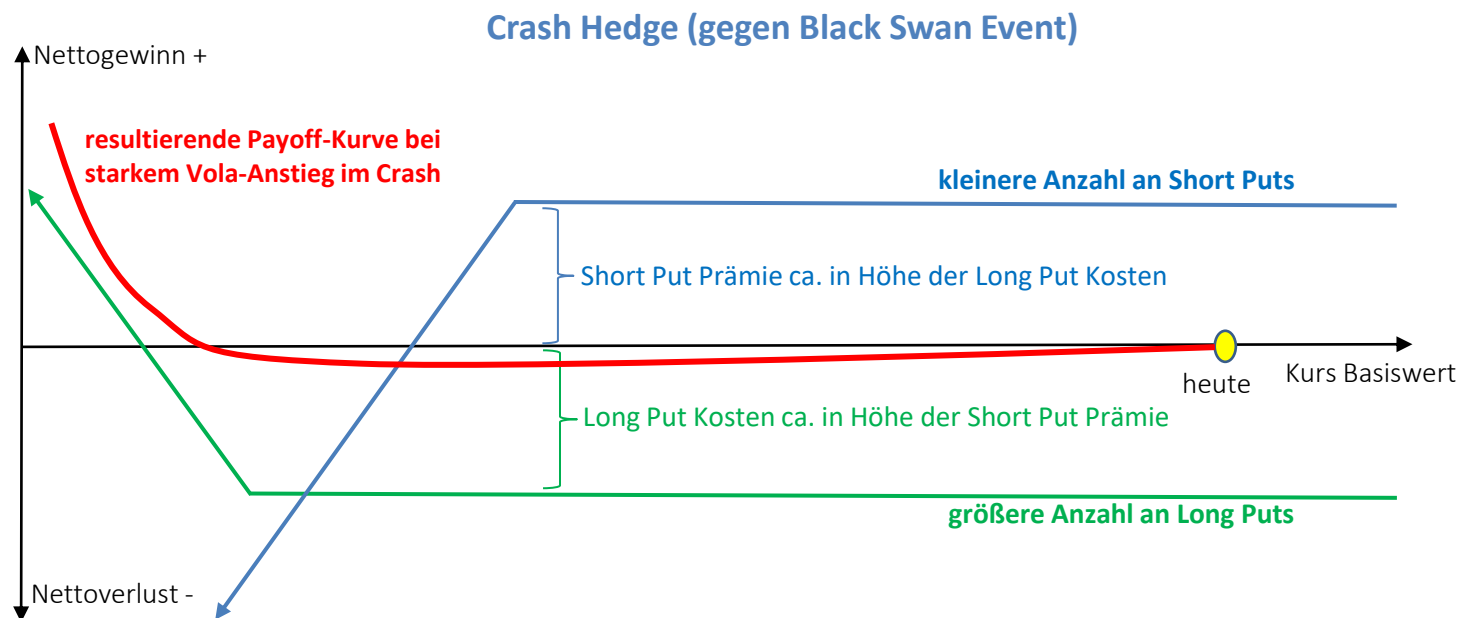 Crash Hedge (gegen Black Swan Event)
Nettogewinn +
resultierende Payoff-Kurve bei
starkem Vola-Anstieg im Crash
kleinere Anzahl an Short Puts
Short Put Prämie ca. in Höhe der Long Put Kosten
heute
Kurs Basiswert
Long Put Kosten ca. in Höhe der Short Put Prämie
größere Anzahl an Long Puts
Nettoverlust -